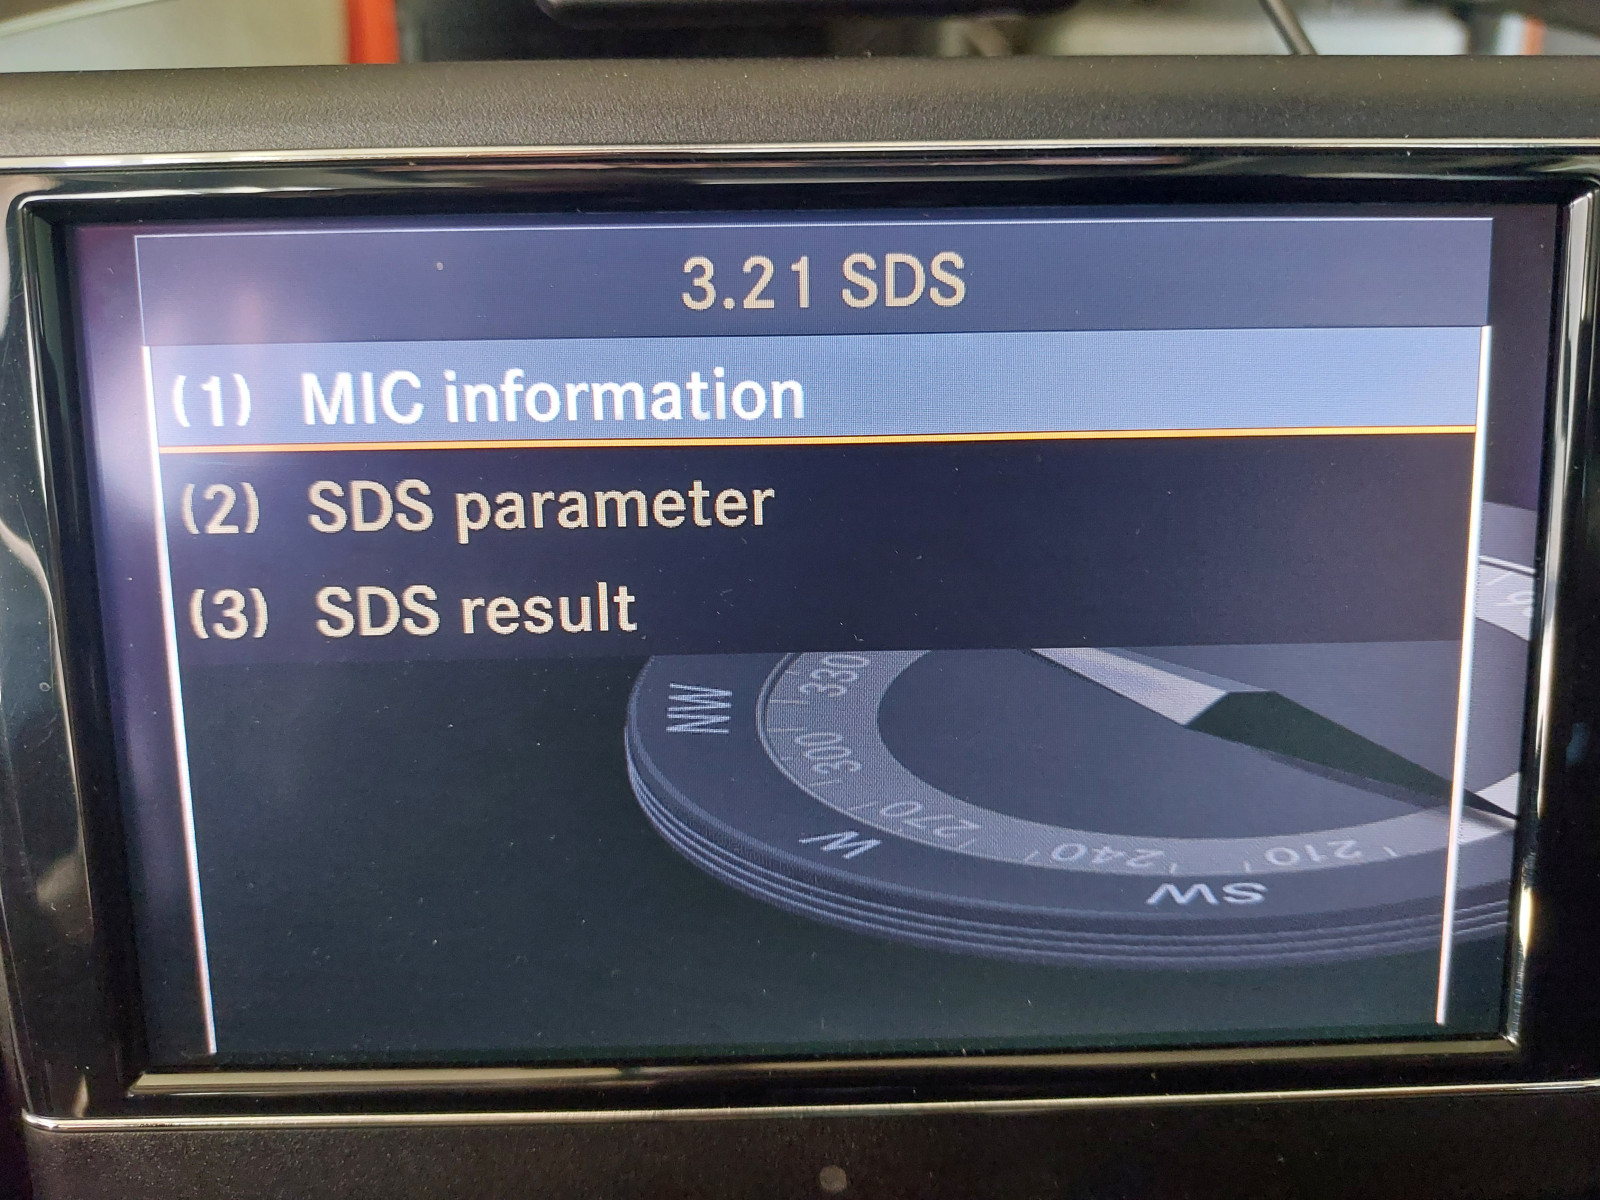 3.21 SDS
(1) MIC information
(2) SDS parameter
(3) SDS result
NW
330
300
W
270
240
210
SW